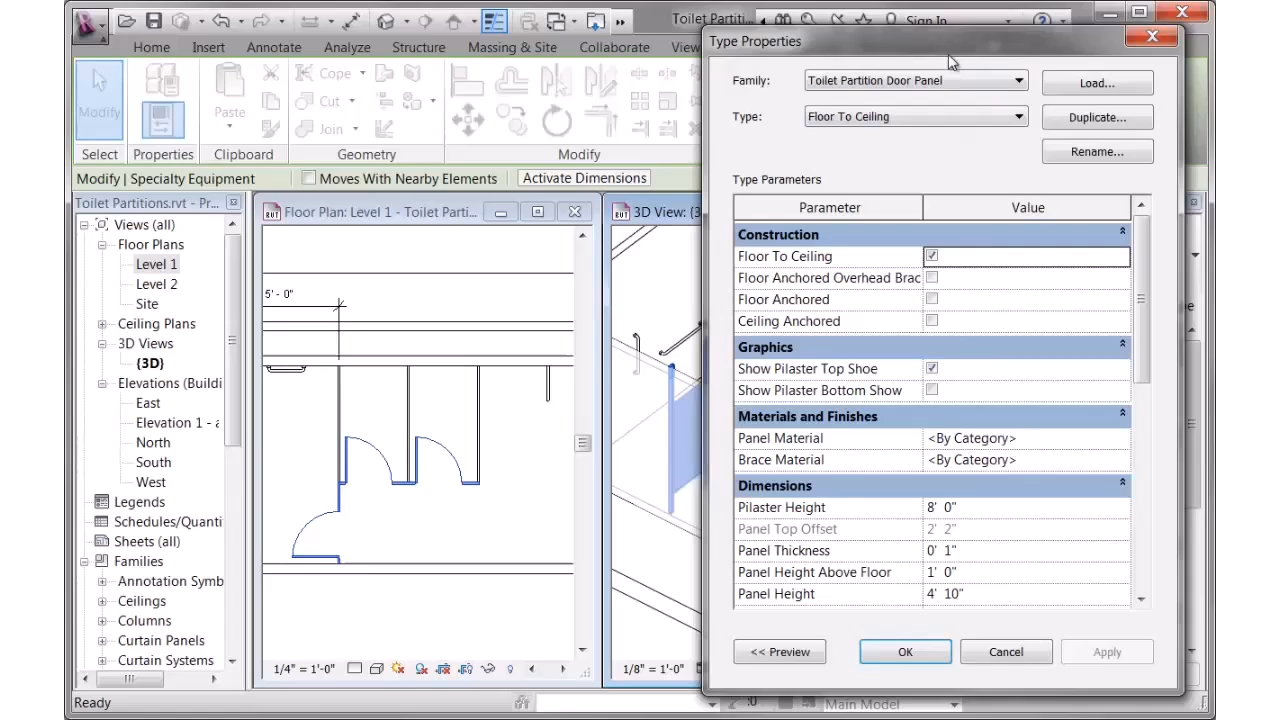 Toilet Partiti...
Sign In
Home Insert Annotate Analyze Structure Massing & Site Collaborate View
Modify
Paste
Cope
Cut
Join
Select Properties Clipboard Geometry Modify
Modify | Specialty Equipment
Moves With Nearby Elements
Activate Dimensions
Toilet Partitions.rvt - Pr...
Views (all)
Floor Plans
Level 1
Level 2
Site
Ceiling Plans
3D Views
{3D}
Elevations (Buildi
East
Elevation 1 - a
North
South
West
Legends
Schedules/Quanti
Sheets (all)
Families
Annotation Symb
Ceilings
Columns
Curtain Panels
Curtain Systems
Floor Plan: Level 1 - Toilet Parti...
5' - 0"
1/4" = 1'-0"
3D View: {3
1/8" = 1'-0"
Type Properties
Family: Toilet Partition Door Panel Load...
Type: Floor To Ceiling Duplicate...
Rename...
Type Parameters
Parameter Value
Construction
Floor To Ceiling
Floor Anchored Overhead Brac
Floor Anchored
Ceiling Anchored
Graphics
Show Pilaster Top Shoe
Show Pilaster Bottom Show
Materials and Finishes
Panel Material <By Category>
Brace Material <By Category>
Dimensions
Pilaster Height 8' 0"
Panel Top Offset 2' 2"
Panel Thickness 0' 1"
Panel Height Above Floor 1' 0"
Panel Height 4' 10"
<< Preview OK Cancel Apply
Ready
:0
Main Model